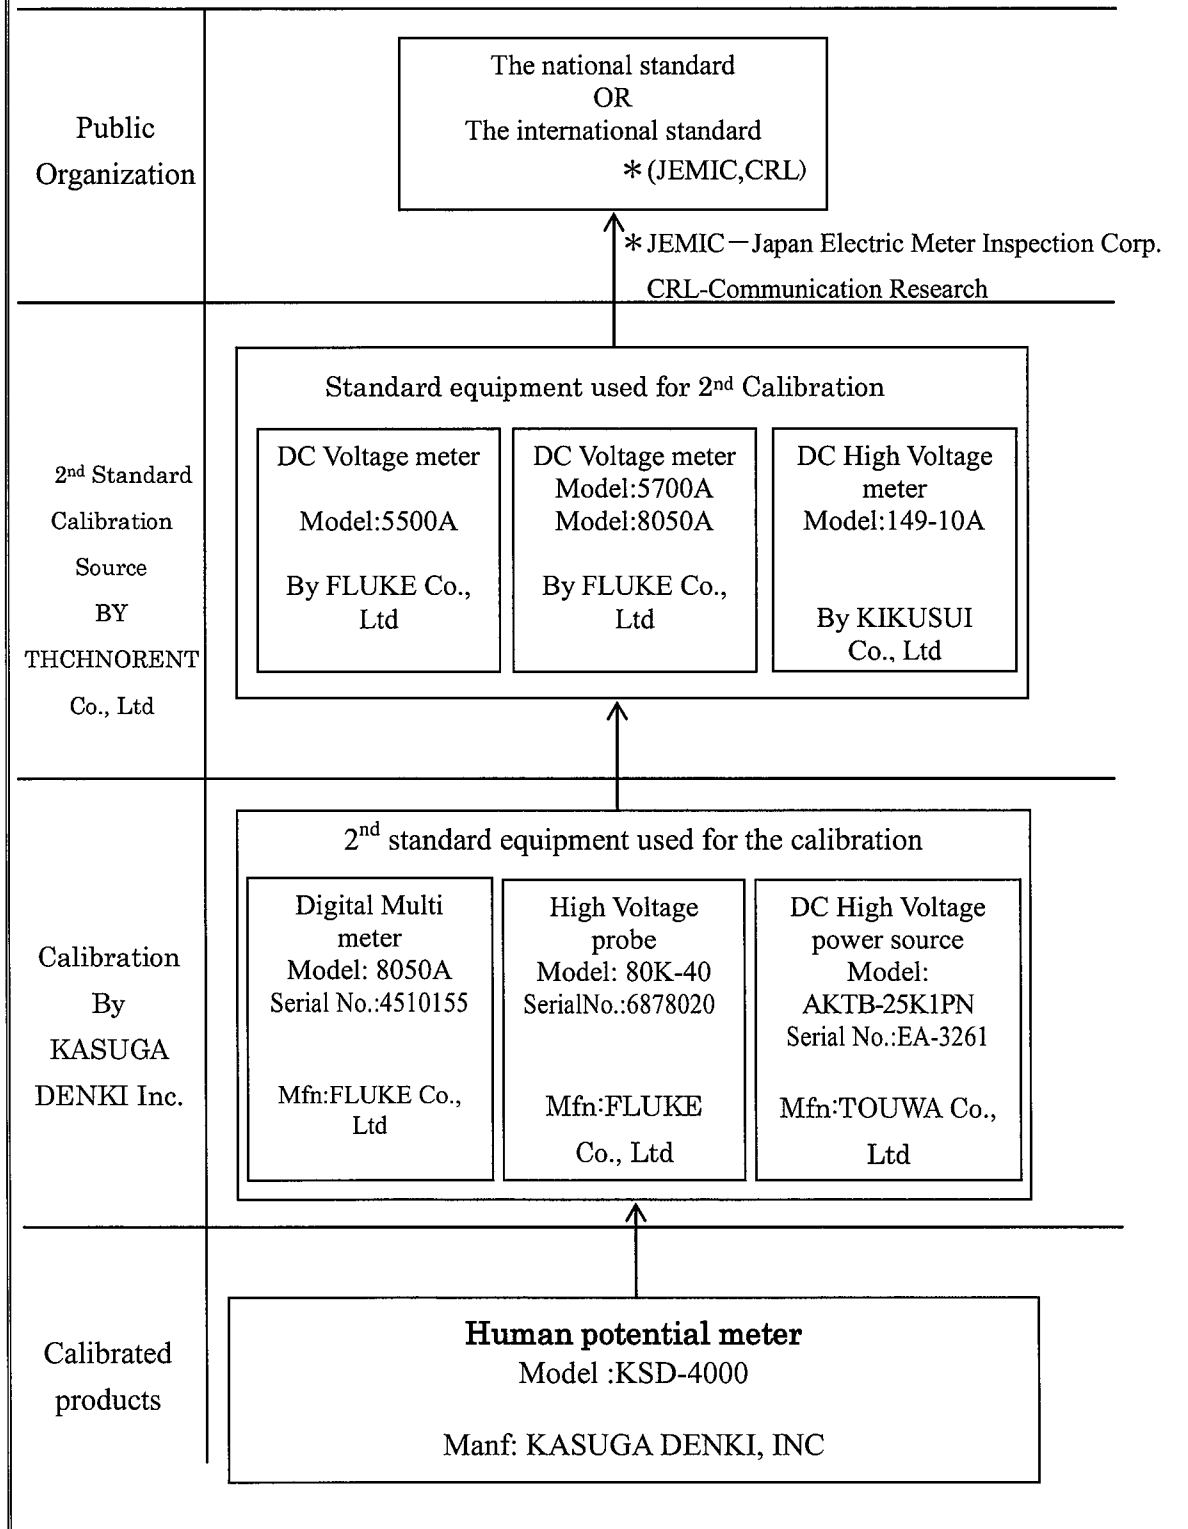 Public
Organization
The national standard
OR
The international standard
＊(JEMIC,CRL)
＊JEMIC－Japan Electric Meter Inspection Corp.
CRL-Communication Research
2nd Standard
Calibration
Source
BY
THCHNORENT
Co., Ltd
Standard equipment used for 2nd Calibration
DC Voltage meter
Model:5500A
By FLUKE Co.,
Ltd
DC Voltage meter
Model:5700A
Model:8050A
By FLUKE Co.,
Ltd
DC High Voltage
meter
Model:149-10A
By KIKUSUI
Co., Ltd
Calibration
By
KASUGA
DENKI Inc.
2nd standard equipment used for the calibration
Digital Multi
meter
Model: 8050A
Serial No.:4510155
Mfn:FLUKE Co.,
Ltd
High Voltage
probe
Model: 80K-40
SerialNo.:6878020
Mfn:FLUKE
Co., Ltd
DC High Voltage
power source
Model:
AKTB-25K1PN
Serial No.:EA-3261
Mfn:TOUWA Co.,
Ltd
Calibrated
products
Human potential meter
Model :KSD-4000
Manf: KASUGA DENKI, INC